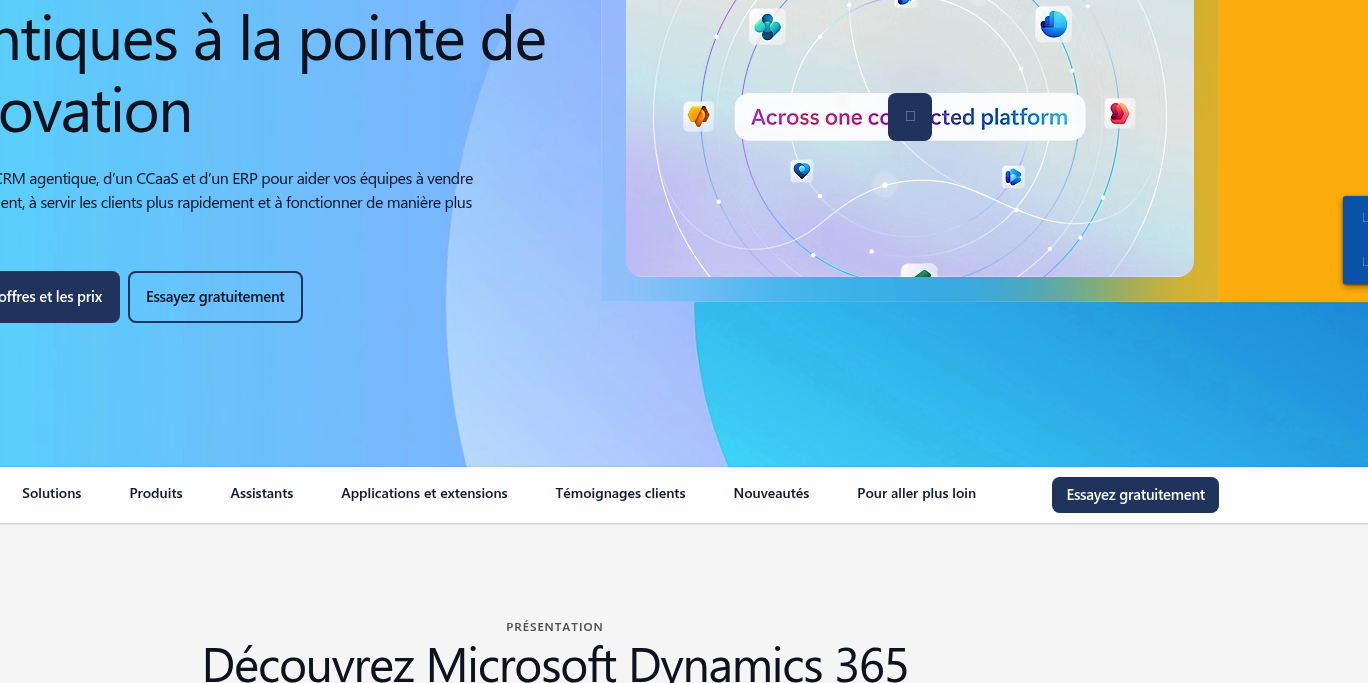 ntiques à la pointe de
ovation
CRM agentique, d’un CCaaS et d’un ERP pour aider vos équipes à vendre
ent, à servir les clients plus rapidement et à fonctionner de manière plus
offres et les prix
Essayez gratuitement
Across one co cted platform
Solutions
Produits
Assistants
Applications et extensions
Témoignages clients
Nouveautés
Pour aller plus loin
Essayez gratuitement
PRÉSENTATION
Découvrez Microsoft Dynamics 365